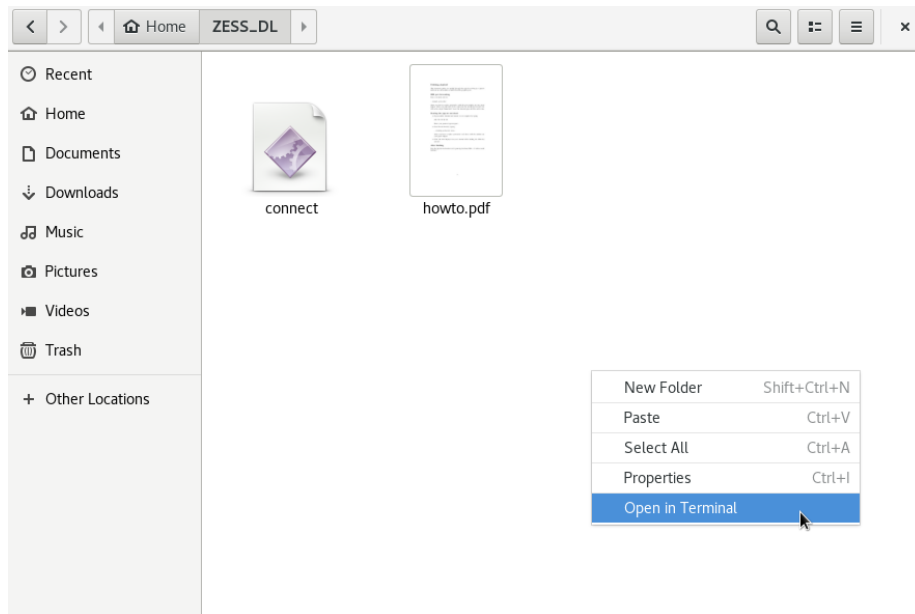 Home ZESS_DL
Recent
Home
Documents
Downloads
Music
Pictures
Videos
Trash
+ Other Locations
connect
howto.pdf
New Folder Shift+Ctrl+N
Paste Ctrl+V
Select All Ctrl+A
Properties Ctrl+I
Open in Terminal